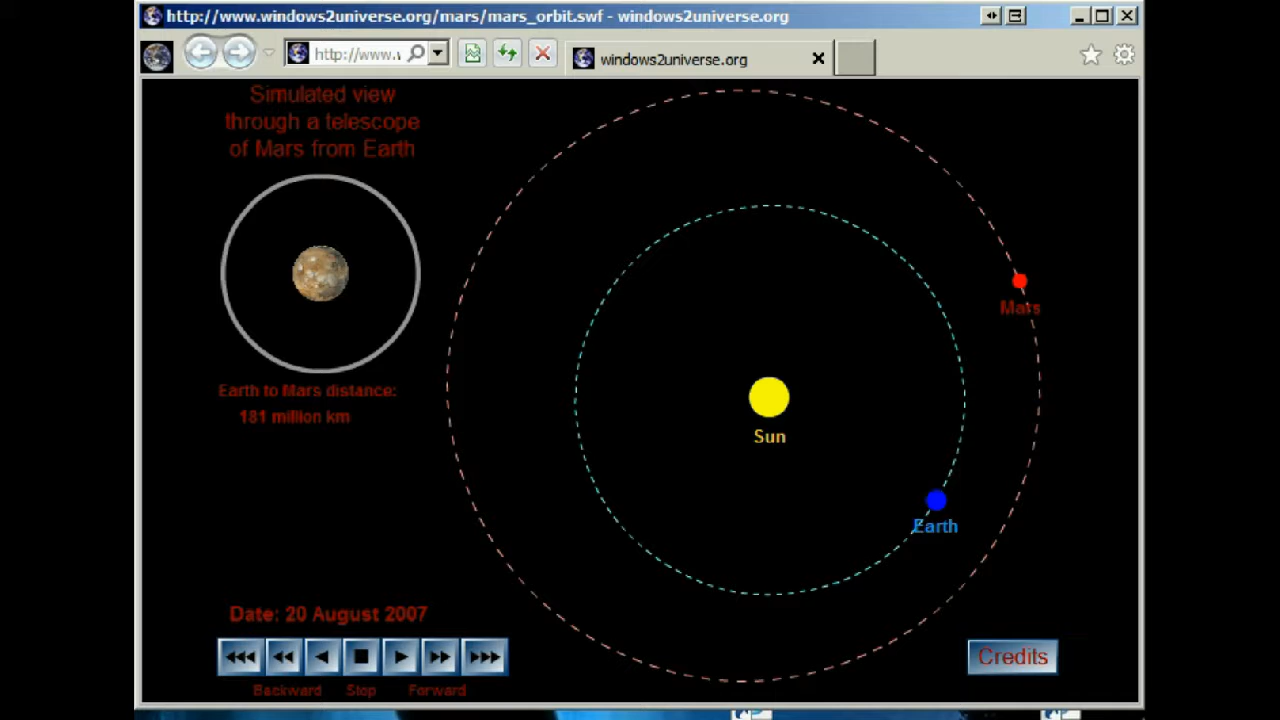 http://www.windows2universe.org/mars/mars_orbit.swf - windows2universe.org
http://www.v
windows2universe.org
Simulated view
through a telescope
of Mars from Earth
Earth to Mars distance:
181 million km
Mars
Sun
Earth
Date: 20 August 2007
Backward Stop Forward
Credits